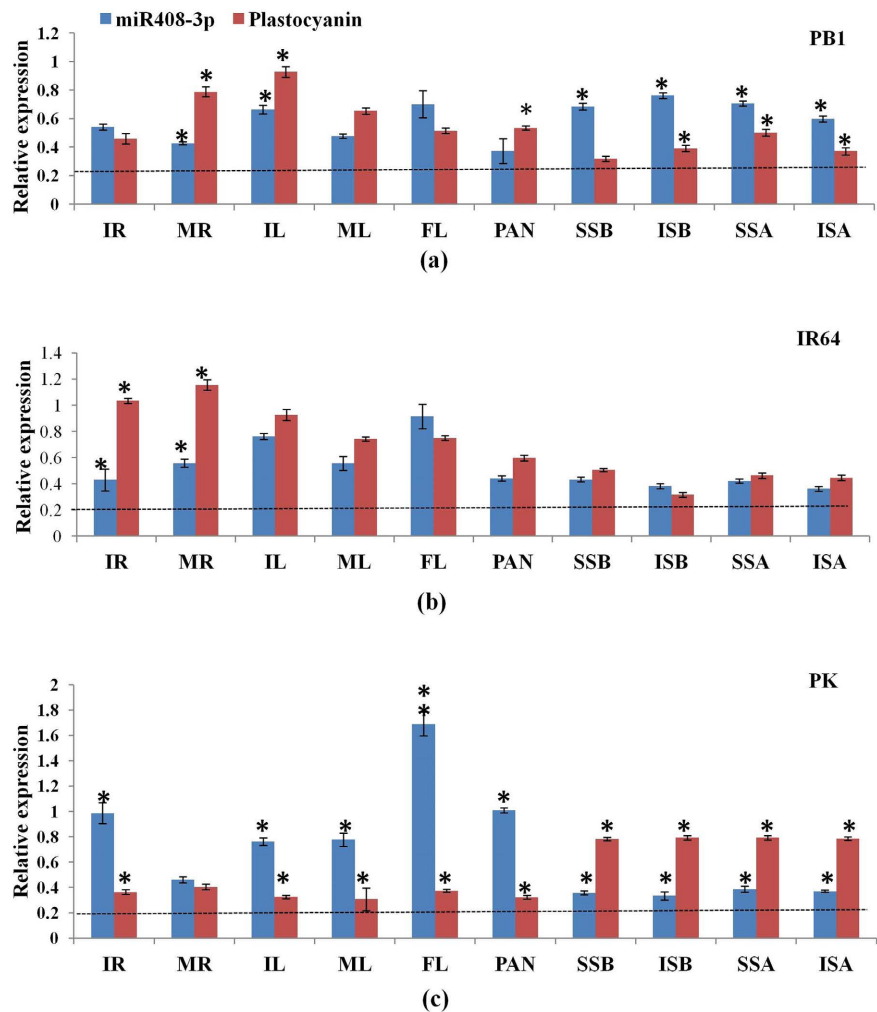 miR408-3p Plastocyanin
PB1
Relative expression
1.2
1
0.8
0.6
0.4
0.2
0
* * * * * * * * * * * *
IR MR IL ML FL PAN SSB ISB SSA ISA
(a)
IR64
Relative expression
1.4
1.2
1
0.8
0.6
0.4
0.2
0
* * * *
IR MR IL ML FL PAN SSB ISB SSA ISA
(b)
PK
Relative expression
2
1.8
1.6
1.4
1.2
1
0.8
0.6
0.4
0.2
0
* * * * * * * * * * * * * * * * * * *
IR MR IL ML FL PAN SSB ISB SSA ISA
(c)